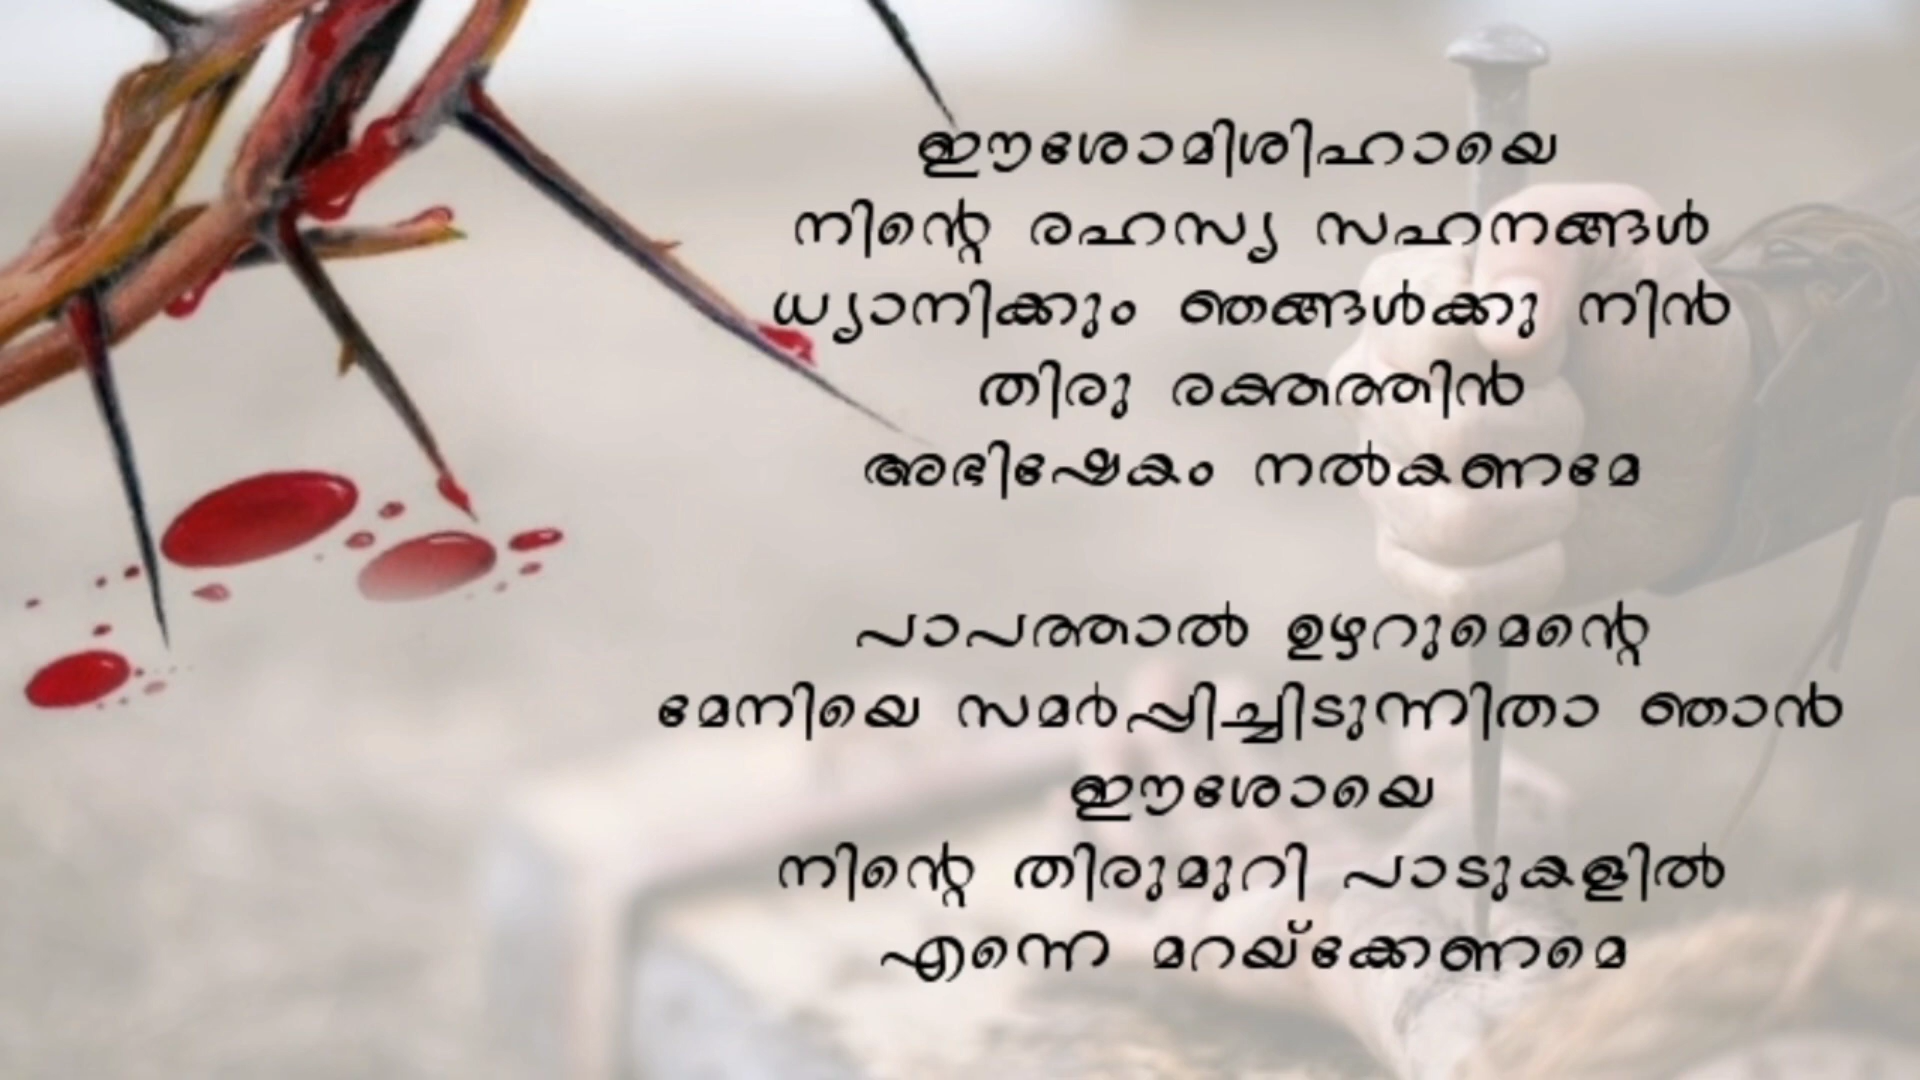 ഈശോമിശിഹായെ
നിന്റെ രഹസ്യ സഹനങ്ങൾ
ധ്യാനിക്കും ഞങ്ങൾക്കു നിൻ
തിരു രക്തത്തിൻ
അഭിഷേകം നൽകണമേ
പാപത്താൽ ഉഴറുമെന്റെ
മേനിയെ സമർപ്പിച്ചിടുന്നിതാ ഞാൻ
ഈശോയെ
നിന്റെ തിരുമുറി പാടുകളിൽ
എന്നെ മറയ്ക്കേണമെ